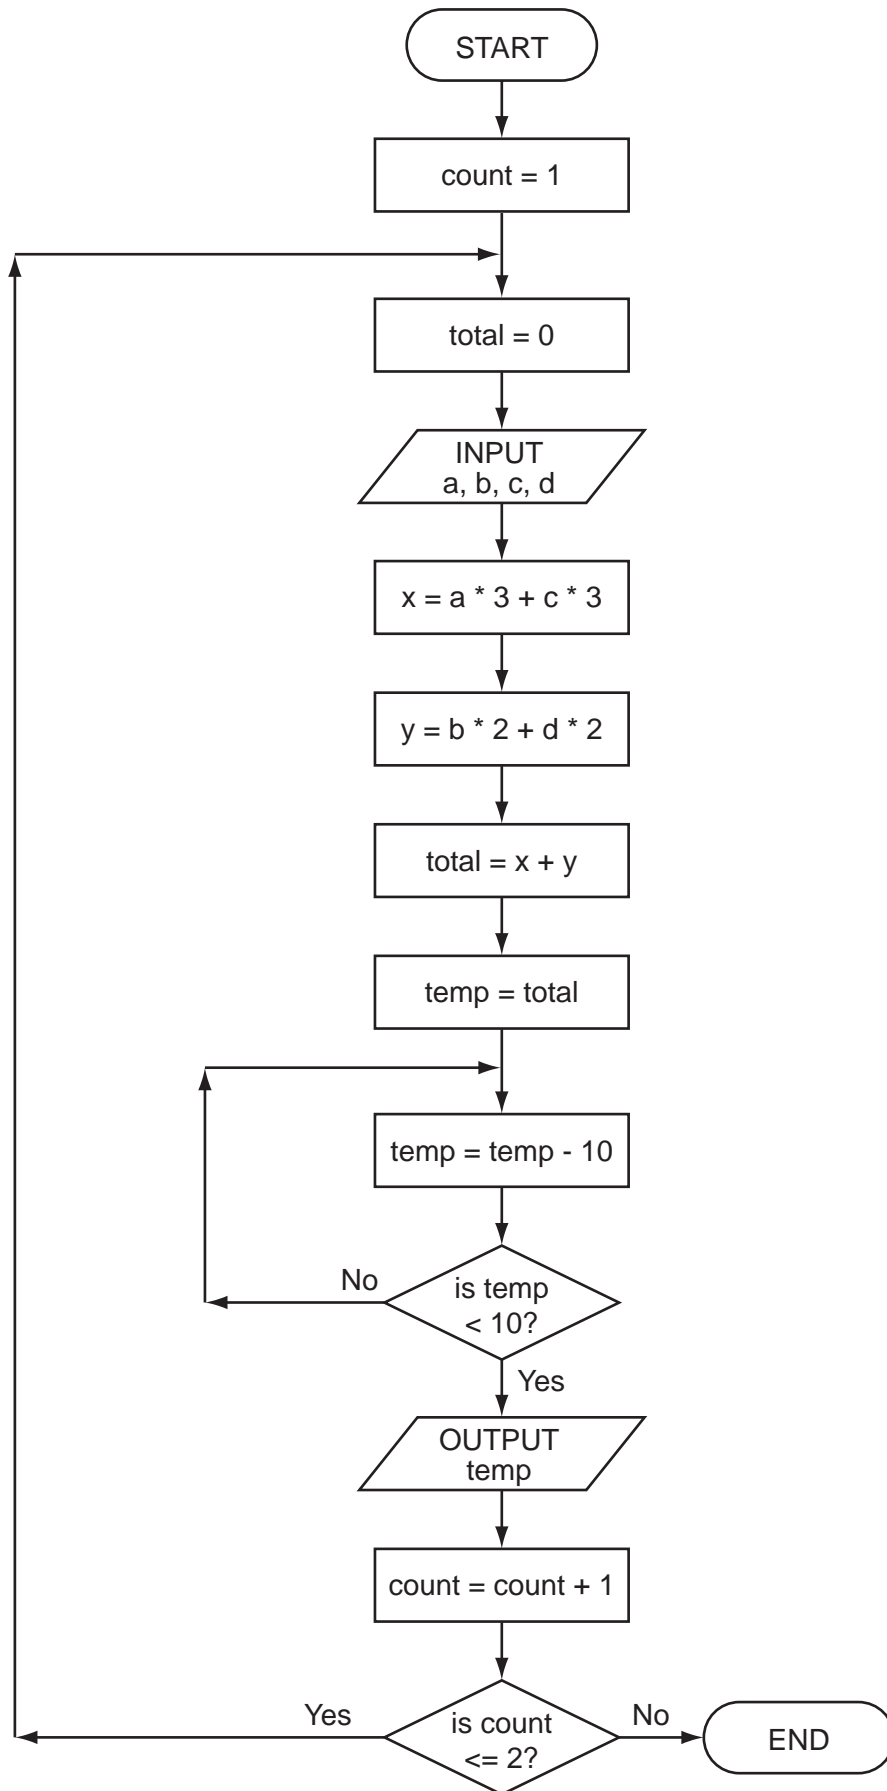 START
count = 1
total = 0
INPUT
a, b, c, d
x = a * 3 + c * 3
y = b * 2 + d * 2
total = x + y
temp = total
temp = temp - 10
No
is temp
< 10?
Yes
OUTPUT
temp
count = count + 1
Yes
is count
<= 2?
No
END